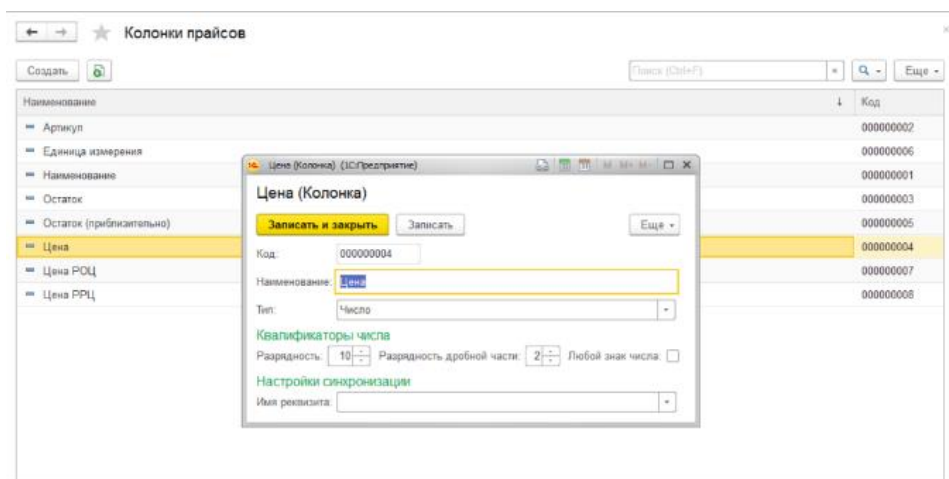 Колонки прайсов
Создать
Поиск (Ctrl+F)
Еще
Наименование
Код
Артикул 000000002
Единица измерения 000000006
Наименование 000000001
Остаток 000000003
Остаток (приблизительно) 000000005
Цена 000000004
Цена РОЦ 000000007
Цена РРЦ 000000008
Цена (Колонка) (1С:Предприятие)
M M+ M-
Цена (Колонка)
Записать и закрыть
Записать
Еще
Код: 000000004
Наименование: Цена
Тип: Число
Квалификаторы числа
Разрядность: 10 Разрядность дробной части: 2 Любой знак числа:
Настройки синхронизации
Имя реквизита: